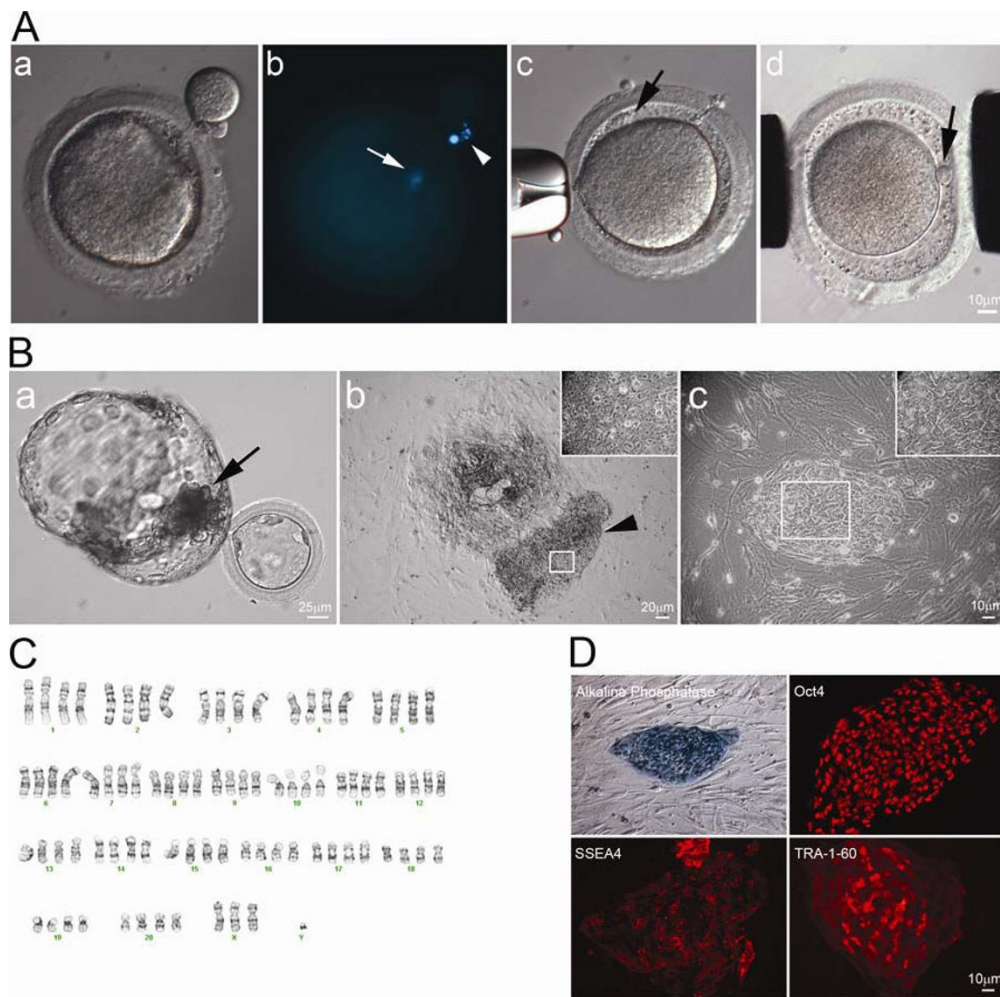 A
a b c d
10µm
B
a b c
25µm 20µm 10µm
C
1 2 3 4 5
6 7 8 9 10 11 12
13 14 15 16 17 18
19 20 X Y
D
Alkaline Phosphatase Oct4
SSEA4 TRA-1-60
10µm